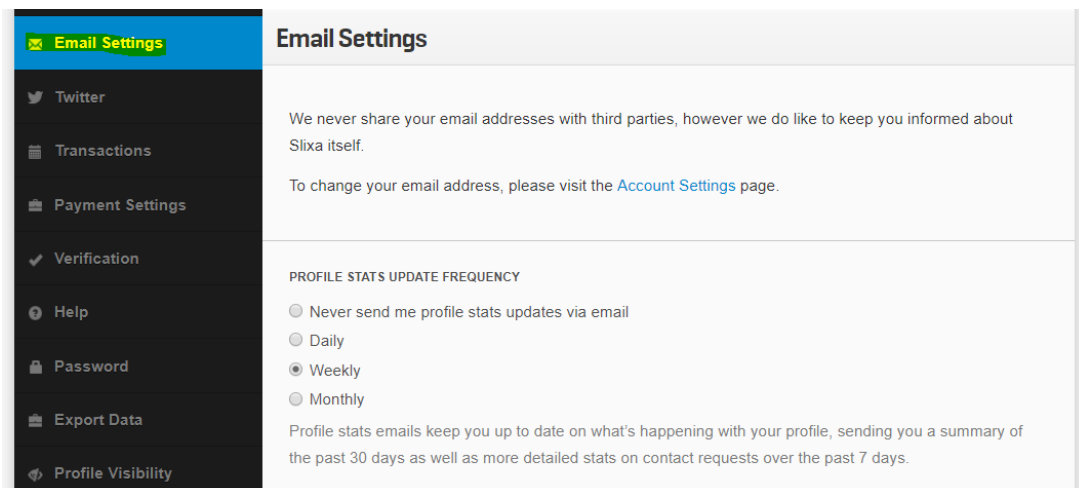 Email Settings
Twitter
Transactions
Payment Settings
Verification
Help
Password
Export Data
Profile Visibility
Email Settings
We never share your email addresses with third parties, however we do like to keep you informed about
Slixa itself.
To change your email address, please visit the Account Settings page.
PROFILE STATS UPDATE FREQUENCY
Never send me profile stats updates via email
Daily
Weekly
Monthly
Profile stats emails keep you up to date on what's happening with your profile, sending you a summary of
the past 30 days as well as more detailed stats on contact requests over the past 7 days.